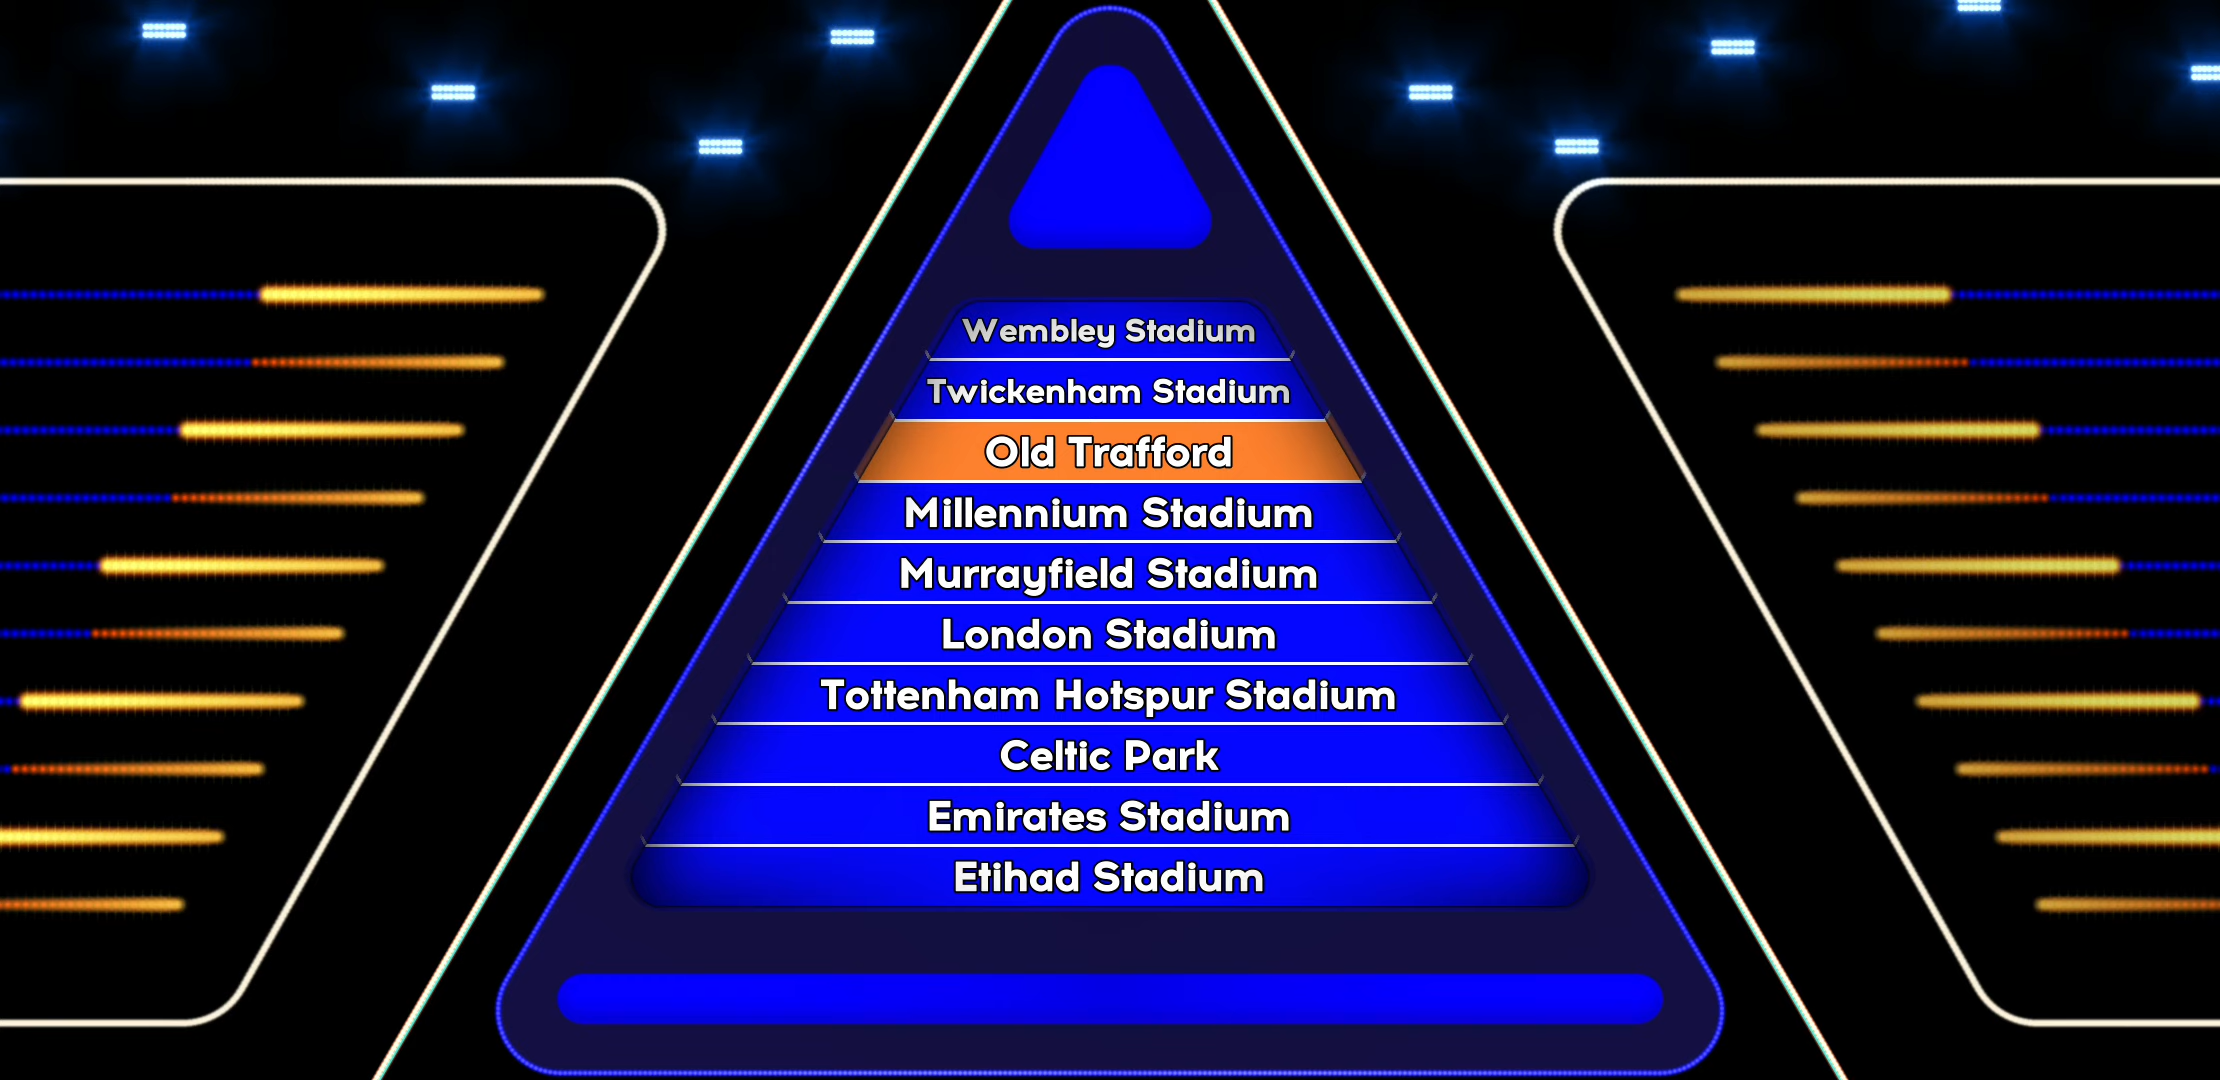 Wembley Stadium
Twickenham Stadium
Old Trafford
Millennium Stadium
Murrayfield Stadium
London Stadium
Tottenham Hotspur Stadium
Celtic Park
Emirates Stadium
Etihad Stadium